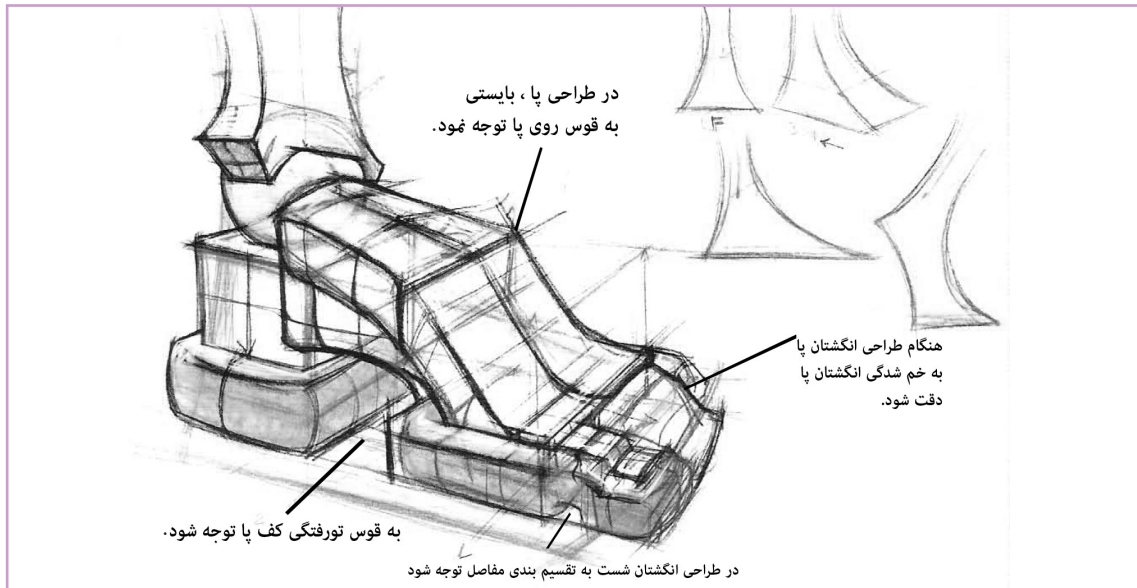 در طراحی پا ، بایستی
به قوس روی پا توجه نمود.
هنگام طراحی انگشتان پا
به خم شدگی انگشتان پا
دقت شود.
به قوس تورفتگی کف پا توجه شود.
در طراحی انگشتان شست به تقسیم بندی مفاصل توجه شود